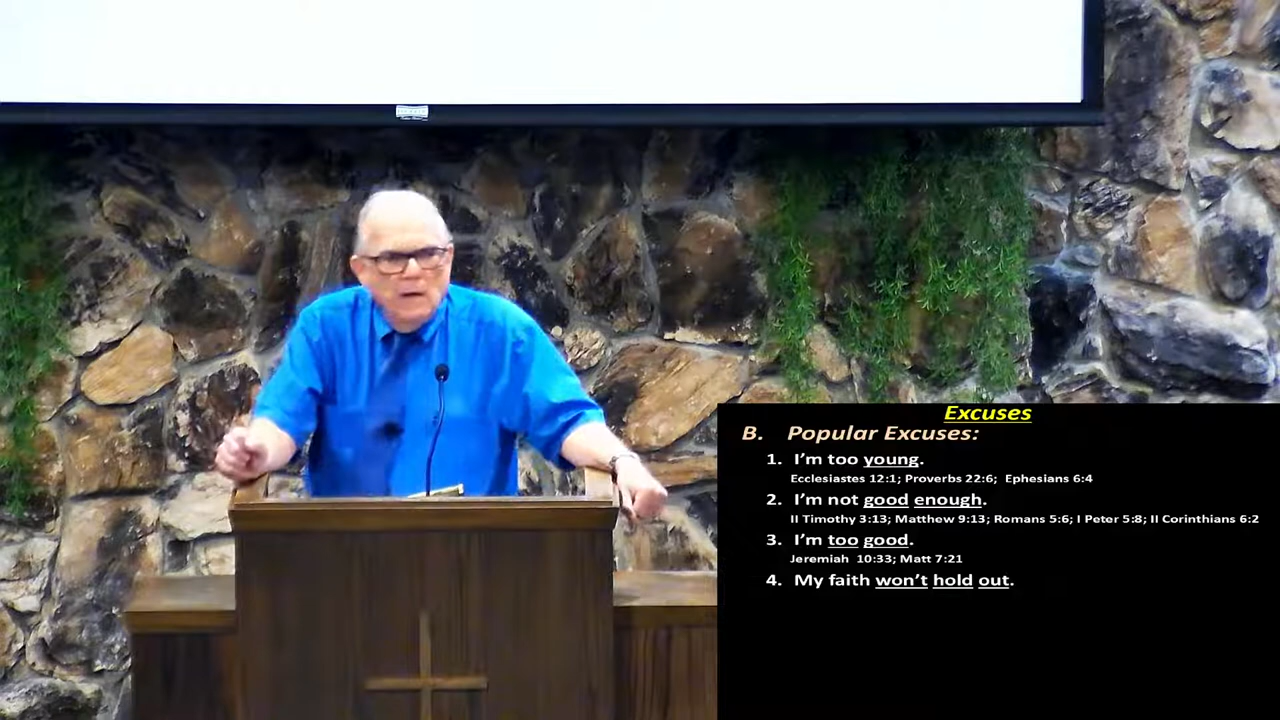 Excuses
B. Popular Excuses:
1. I'm too young.
Ecclesiastes 12:1; Proverbs 22:6; Ephesians 6:4
2. I'm not good enough.
II Timothy 3:13; Matthew 9:13; Romans 5:6; I Peter 5:8; II Corinthians 6:2
3. I'm too good.
Jeremiah 10:33; Matt 7:21
4. My faith won't hold out.